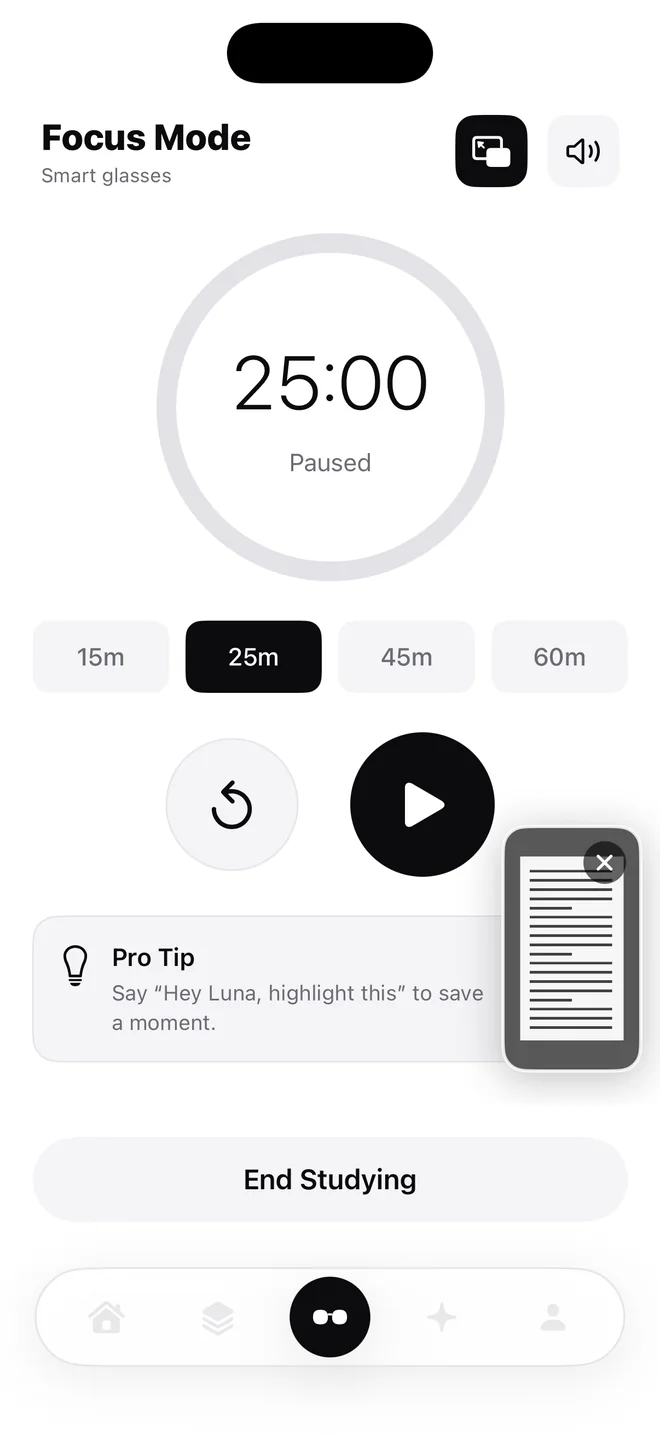 Focus Mode
Smart glasses
25:00
Paused
15m
25m
45m
60m
Pro Tip
Say “Hey Luna, highlight this” to save
a moment.
End Studying